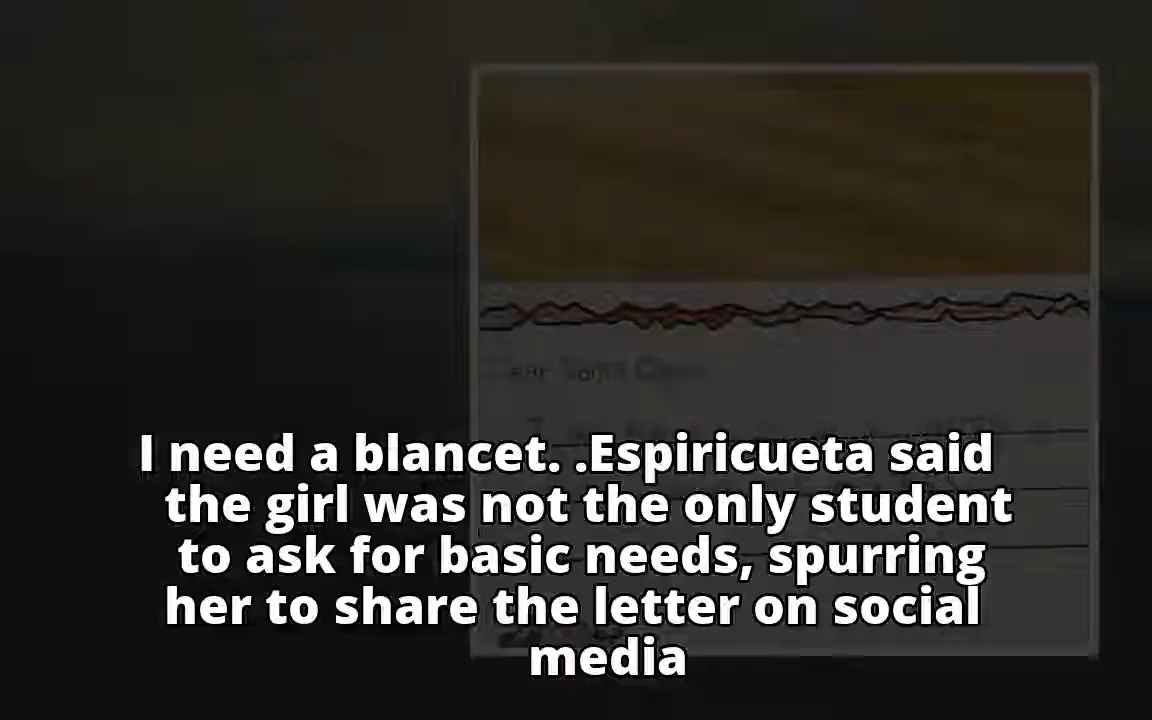 Santa
I need a blancet. .Espiricueta said
the girl was not the only student
to ask for basic needs, spurring
her to share the letter on social
media